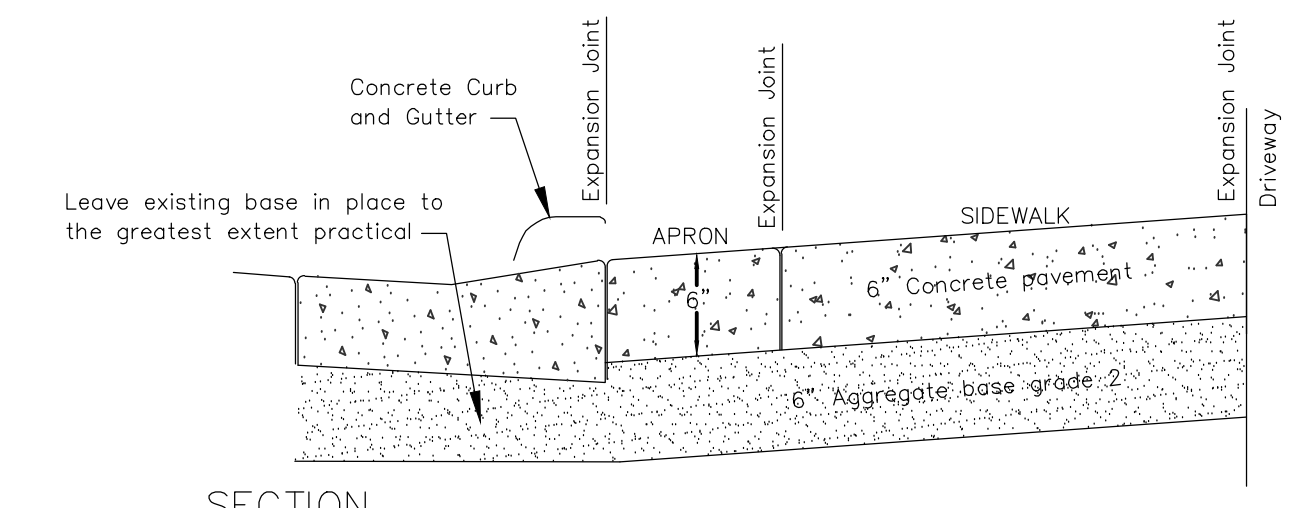 Expansion Joint
Expansion Joint
Expansion Joint
Driveway
Concrete Curb
and Gutter
Leave existing base in place to
the greatest extent practical
APRON
SIDEWALK
6”
6” Concrete pavement
6” Aggregate base grade 2
SECTION